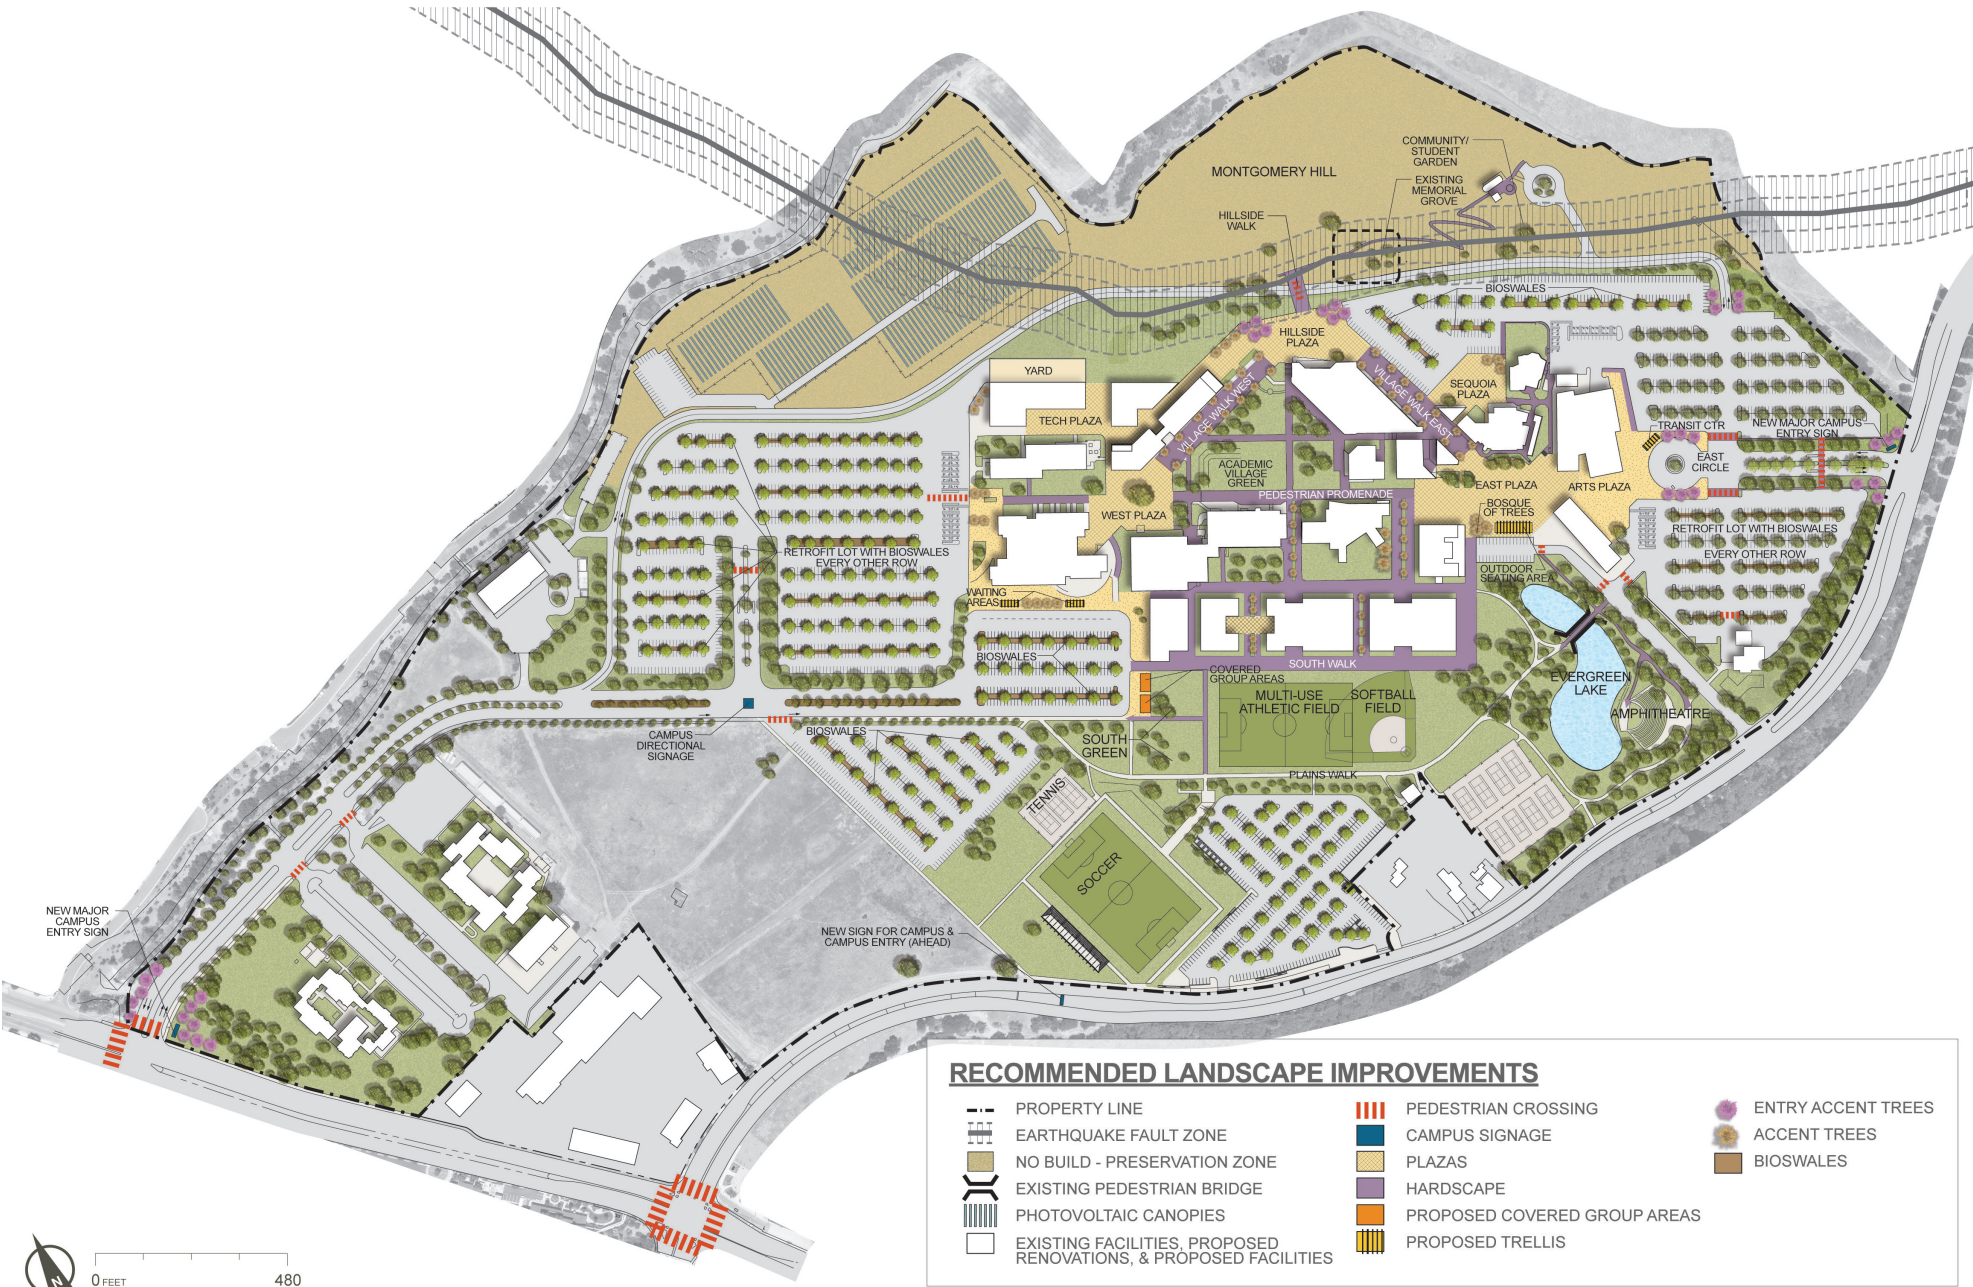 COMMUNITY/
STUDENT
GARDEN
MONTGOMERY HILL
EXISTING
MEMORIAL
GROVE
HILLSIDE
WALK
BIOSWALES
HILLSIDE
PLAZA
YARD
TECH PLAZA
VILLAGE WALK WEST
VILLAGE WALK EAST
SEQUOIA
PLAZA
TRANSIT CTR
NEW MAJOR CAMPUS
ENTRY SIGN
EAST
CIRCLE
ACADEMIC
VILLAGE
GREEN
PEDESTRIAN PROMENADE
EAST PLAZA
ARTS PLAZA
WEST PLAZA
BOSQUE
OF TREES
RETROFIT LOT WITH BIOSWALES
EVERY OTHER ROW
RETROFIT LOT WITH BIOSWALES
EVERY OTHER ROW
OUTDOOR
SEATING AREA
WAITING
AREAS
BIOSWALES
SOUTH WALK
COVERED
GROUP AREAS
EVERGREEN
LAKE
MULTI-USE
ATHLETIC FIELD
SOFTBALL
FIELD
AMPHITHEATRE
CAMPUS
DIRECTIONAL
SIGNAGE
BIOSWALES
SOUTH
GREEN
PLAINS WALK
TENNIS
SOCCER
NEW MAJOR
CAMPUS
ENTRY SIGN
NEW SIGN FOR CAMPUS &
CAMPUS ENTRY (AHEAD)
RECOMMENDED LANDSCAPE IMPROVEMENTS
PROPERTY LINE
EARTHQUAKE FAULT ZONE
NO BUILD - PRESERVATION ZONE
EXISTING PEDESTRIAN BRIDGE
PHOTOVOLTAIC CANOPIES
EXISTING FACILITIES, PROPOSED
RENOVATIONS, & PROPOSED FACILITIES
PEDESTRIAN CROSSING
CAMPUS SIGNAGE
PLAZAS
HARDSCAPE
PROPOSED COVERED GROUP AREAS
PROPOSED TRELLIS
ENTRY ACCENT TREES
ACCENT TREES
BIOSWALES
N
0 FEET
480